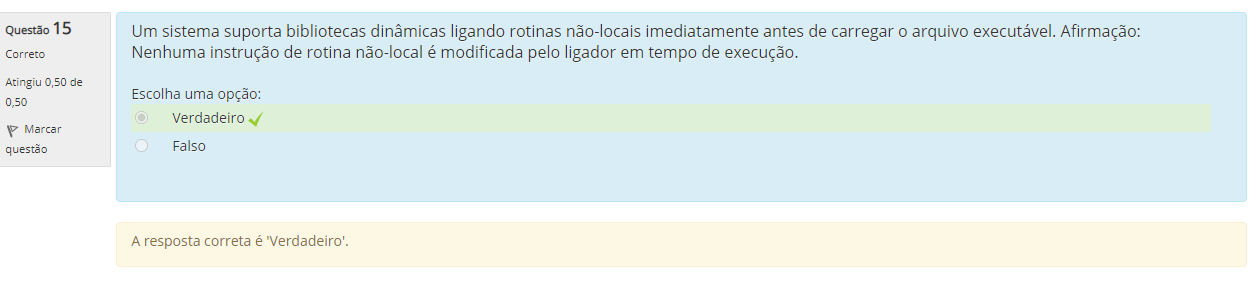 Questão 15
Correto
Atingiu 0,50 de
0,50
Marcar
questão
Um sistema suporta bibliotecas dinâmicas ligando rotinas não-locais imediatamente antes de carregar o arquivo executável. Afirmação:
Nenhuma instrução de rotina não-local é modificada pelo ligador em tempo de execução.
Escolha uma opção:
Verdadeiro
Falso
A resposta correta é 'Verdadeiro'.